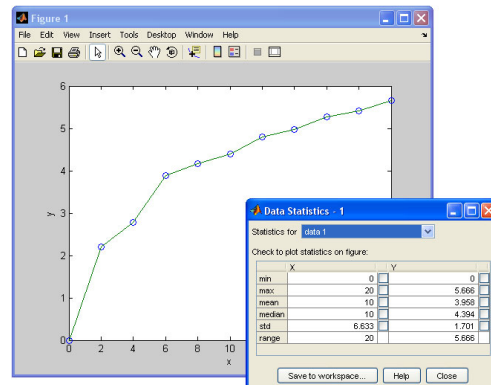 Figure 1
File Edit View Insert Tools Desktop Window Help
6
5
4
3
2
1
0
y
0 2 4 6 8 10
x
Data Statistics - 1
Statistics for data 1
Check to plot statistics on figure:
X Y
min 0 0
max 20 5.666
mean 10 3.958
median 10 4.394
std 6.633 1.701
range 20 5.666
Save to workspace... Help Close